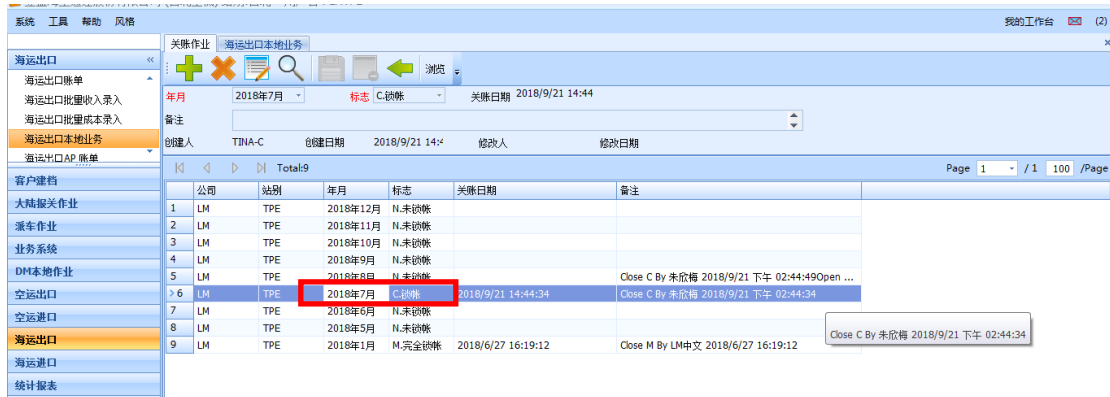 系统 工具 帮助 风格 我的工作台 (2)
关账作业 海运出口本地业务
海运出口
海运出口账单
海运出口批量收入录入
海运出口批量成本录入
海运出口本地业务
海运出口AP 账单
客户建档
大陆报关作业
派车作业
业务系统
DM本地作业
空运出口
空运进口
海运出口
海运进口
统计报表
浏览
年月 2018年7月 标志 C.锁帐 关账日期 2018/9/21 14:44
备注
创建人 TINA-C 创建日期 2018/9/21 14:4 修改人 修改日期
Total:9 Page 1 / 1 100 /Page
公司 站别 年月 标志 关账日期 备注
1 LM TPE 2018年12月 N.未锁帐
2 LM TPE 2018年11月 N.未锁帐
3 LM TPE 2018年10月 N.未锁帐
4 LM TPE 2018年9月 N.未锁帐
5 LM TPE 2018年8月 N.未锁帐 Close C By 朱欣梅 2018/9/21 下午 02:44:49Open ...
>6 LM TPE 2018年7月 C.锁帐 2018/9/21 14:44:34 Close C By 朱欣梅 2018/9/21 下午 02:44:34
7 LM TPE 2018年6月 N.未锁帐
8 LM TPE 2018年5月 N.未锁帐
9 LM TPE 2018年1月 M.完全锁帐 2018/6/27 16:19:12 Close M By LM中文 2018/6/27 16:19:12
Close C By 朱欣梅 2018/9/21 下午 02:44:34